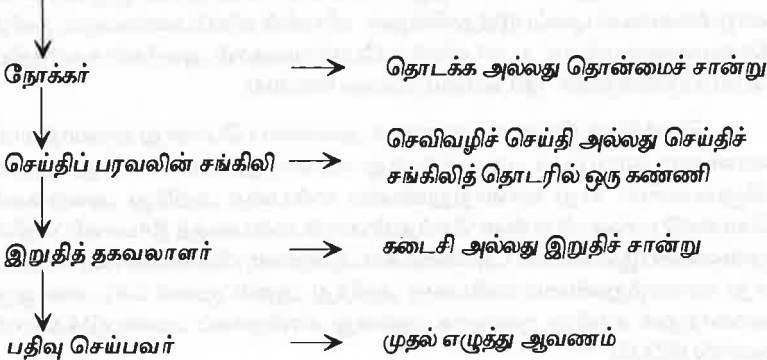 நோக்கர் தொடக்க அல்லது தொன்மைச் சான்று
செவிவழிச் செய்தி அல்லது செய்திச்
செய்திப் பரவலின் சங்கிலி சங்கிலித் தொடரில் ஒரு கண்ணி
இறுதித் தகவலாளர் கடைசி அல்லது இறுதிச் சான்று
பதிவு செய்பவர் முதல் எழுத்து ஆவணம்